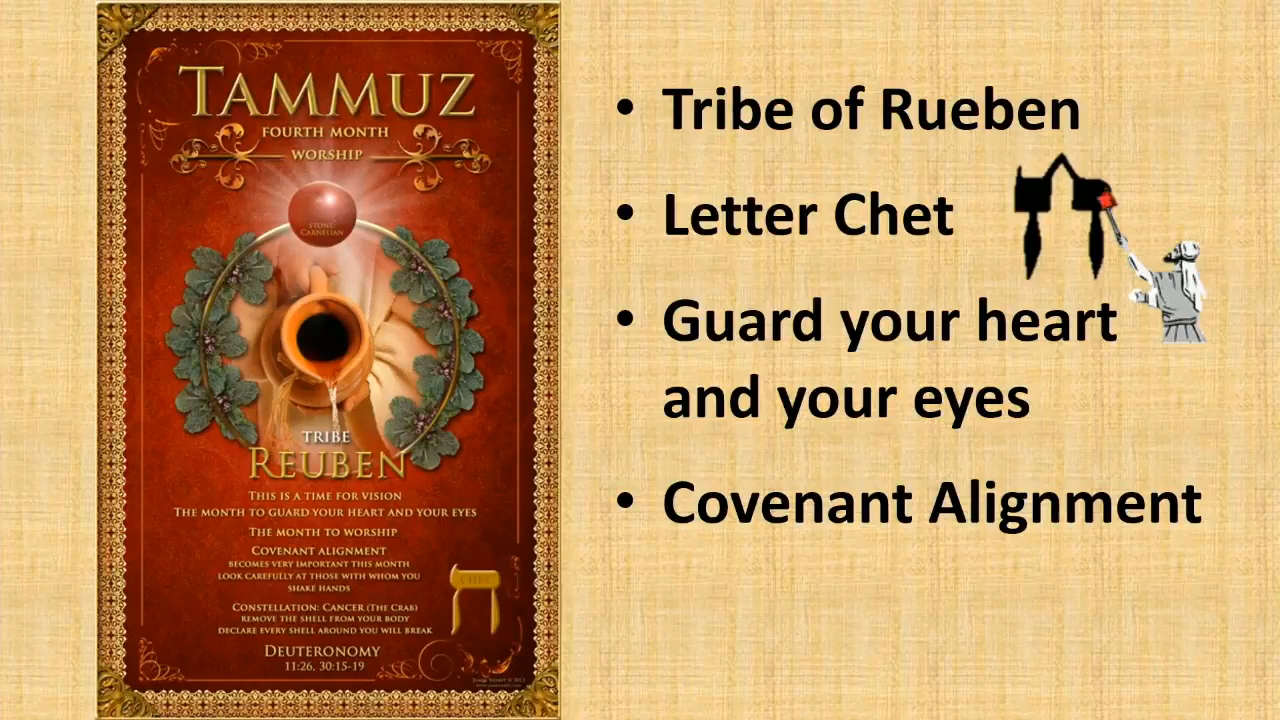 TAMMUZ
FOURTH MONTH
WORSHIP
STONE:
CARNELIAN
TRIBE
REUBEN
THIS IS A TIME FOR VISION
THE MONTH TO GUARD YOUR HEART AND YOUR EYES
THE MONTH TO WORSHIP
COVENANT ALIGNMENT
BECOMES VERY IMPORTANT THIS MONTH
LOOK CAREFULLY AT THOSE WITH WHOM YOU
SHAKE HANDS
CONSTELLATION: CANCER (THE CRAB)
REMOVE THE SHELL FROM YOUR BODY
DECLARE EVERY SHELL AROUND YOU WILL BREAK
CHET
ח
DEUTERONOMY
11:26, 30:15-19
• Tribe of Rueben
• Letter Chet
ח
• Guard your heart
and your eyes
• Covenant Alignment